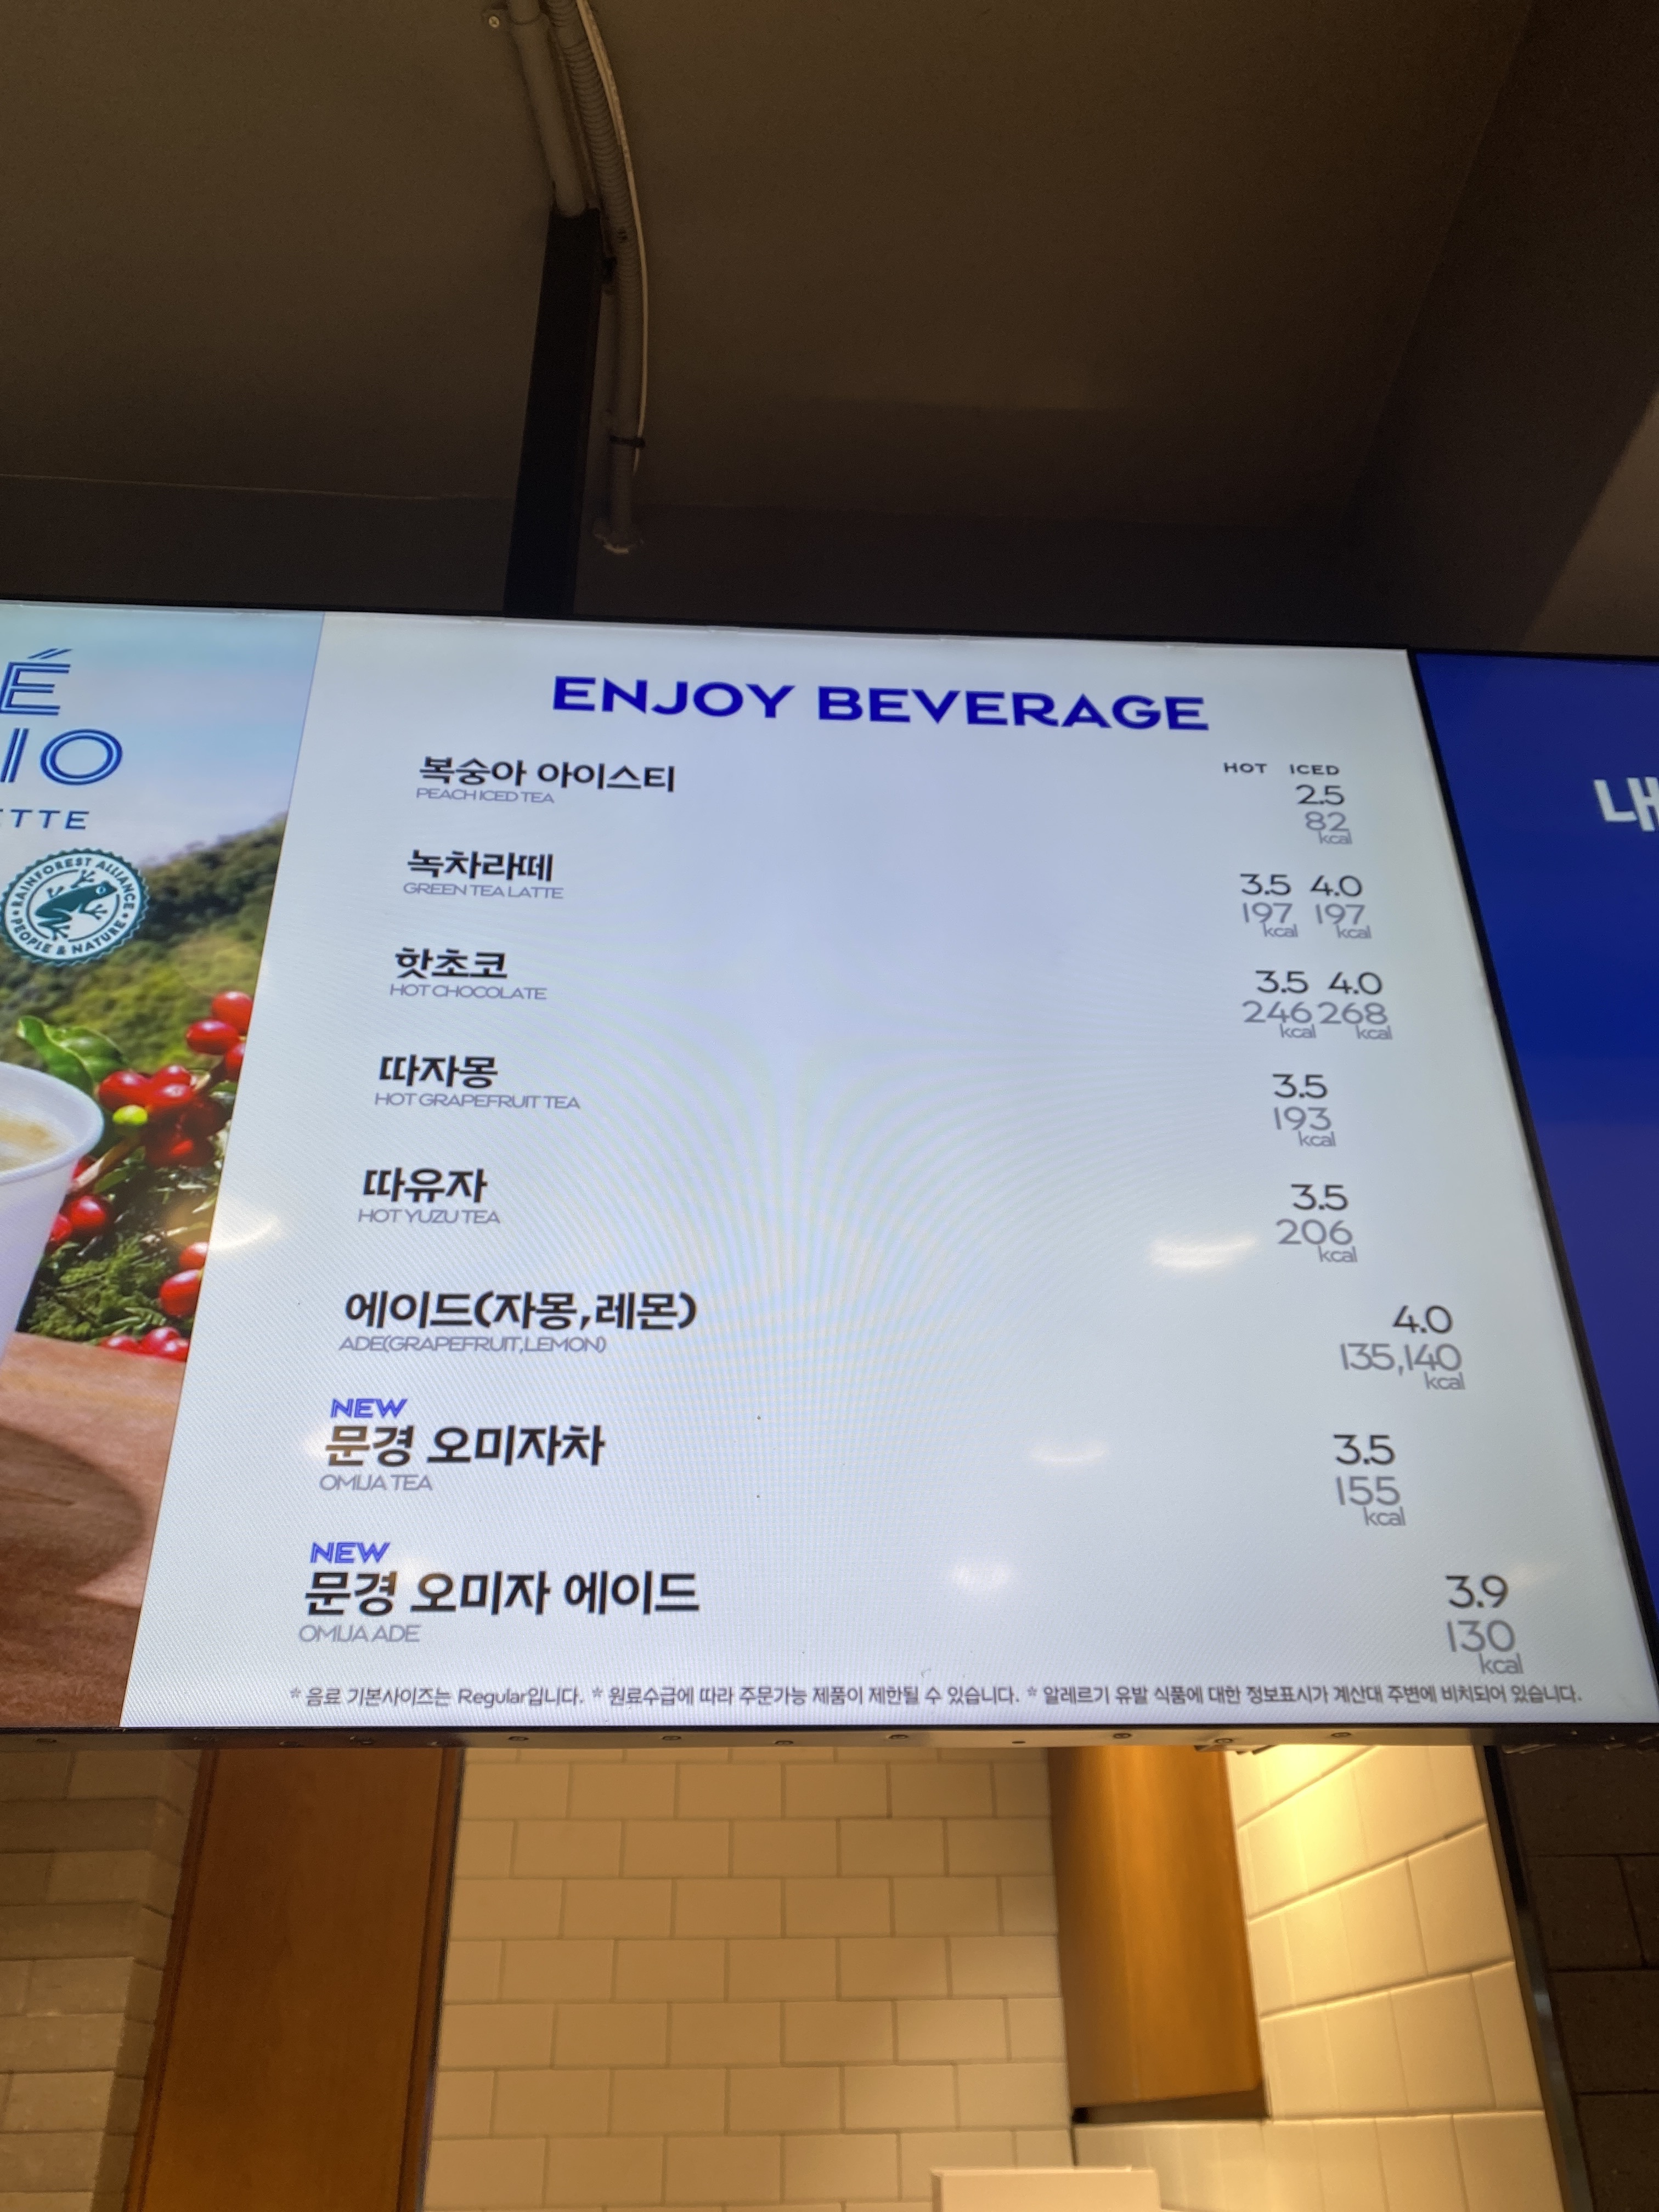 É
IO
ETTE
RAINFOREST ALLIANCE
PEOPLE & NATURE
ENJOY BEVERAGE
HOT ICED
복숭아 아이스티
PEACH ICED TEA
2.5
82
kcal
녹차라떼
GREEN TEA LATTE
3.5 4.0
197 197
kcal kcal
핫초코
HOT CHOCOLATE
3.5 4.0
246 268
kcal kcal
따자몽
HOT GRAPEFRUIT TEA
3.5
193
kcal
따유자
HOT YUZU TEA
3.5
206
kcal
에이드(자몽,레몬)
ADE(GRAPEFRUIT,LEMON)
4.0
135,140
kcal
NEW
문경 오미자차
OMIJA TEA
3.5
155
kcal
NEW
문경 오미자 에이드
OMIJA ADE
3.9
130
kcal
* 음료 기본사이즈는 Regular입니다. * 원료수급에 따라 주문가능 제품이 제한될 수 있습니다. * 알레르기 유발 식품에 대한 정보표시가 계산대 주변에 비치되어 있습니다.
내